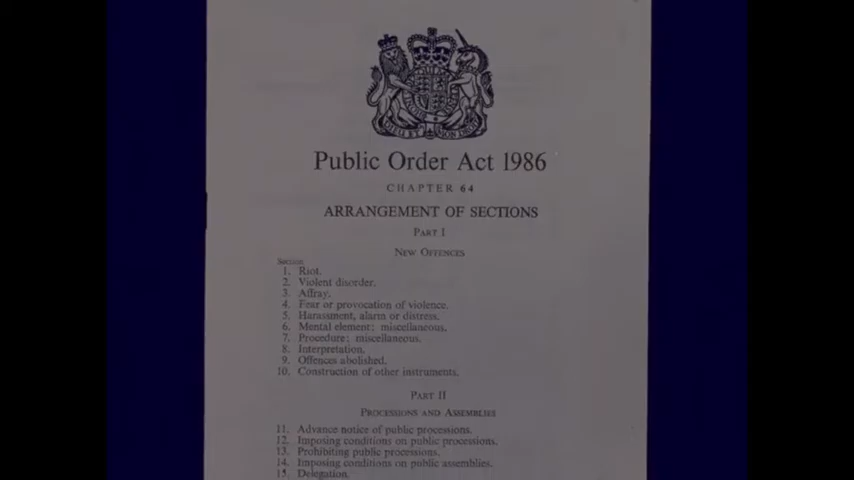 Public Order Act 1986
CHAPTER 64
ARRANGEMENT OF SECTIONS
PART I
NEW OFFENCES
Section
1. Riot.
2. Violent disorder.
3. Affray.
4. Fear or provocation of violence.
5. Harassment, alarm or distress.
6. Mental element: miscellaneous.
7. Procedure: miscellaneous.
8. Interpretation.
9. Offences abolished.
10. Construction of other instruments.
PART II
PROCESSIONS AND ASSEMBLIES
11. Advance notice of public processions.
12. Imposing conditions on public processions.
13. Prohibiting public processions.
14. Imposing conditions on public assemblies.
15. Delegation.